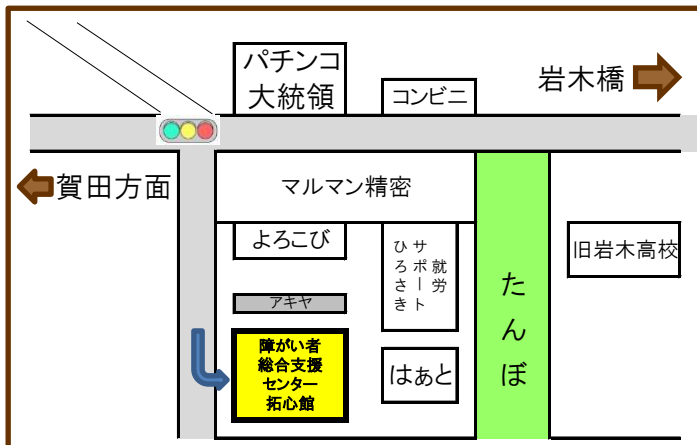 パチンコ
大統領
コンビニ
岩木橋
賀田方面
マルマン精密
よろこび
就労
サポート
ひろさき
旧岩木高校
アキヤ
たんぼ
障がい者
総合支援
センター
拓心館
はぁと